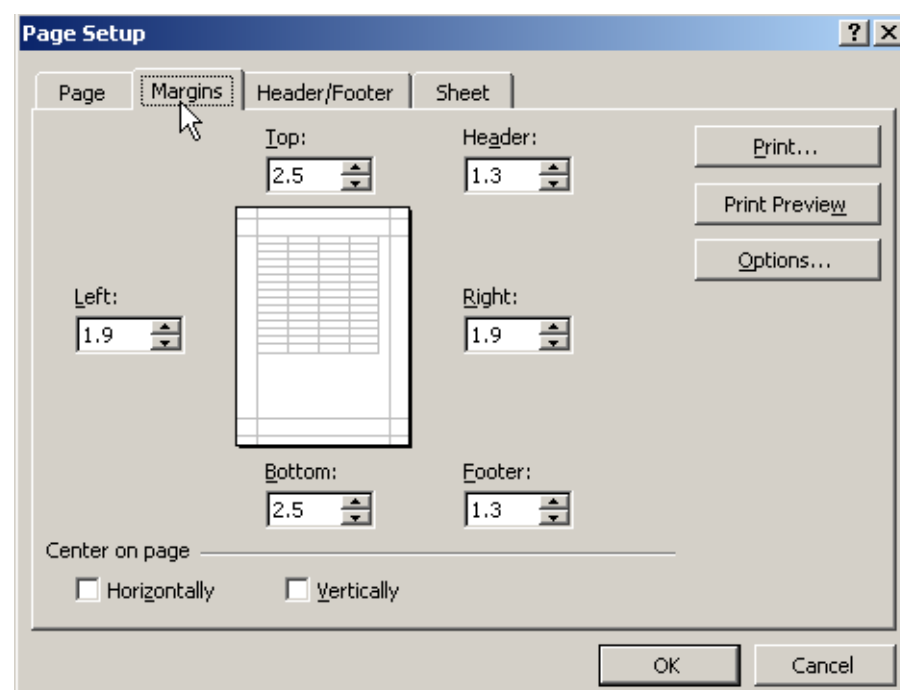 Page Setup
? X
Page Margins Header/Footer Sheet
Top: Header:
2.5 1.3
Print...
Print Preview
Options...
Left: Right:
1.9 1.9
Bottom: Footer:
2.5 1.3
Center on page
Horizontally Vertically
OK Cancel